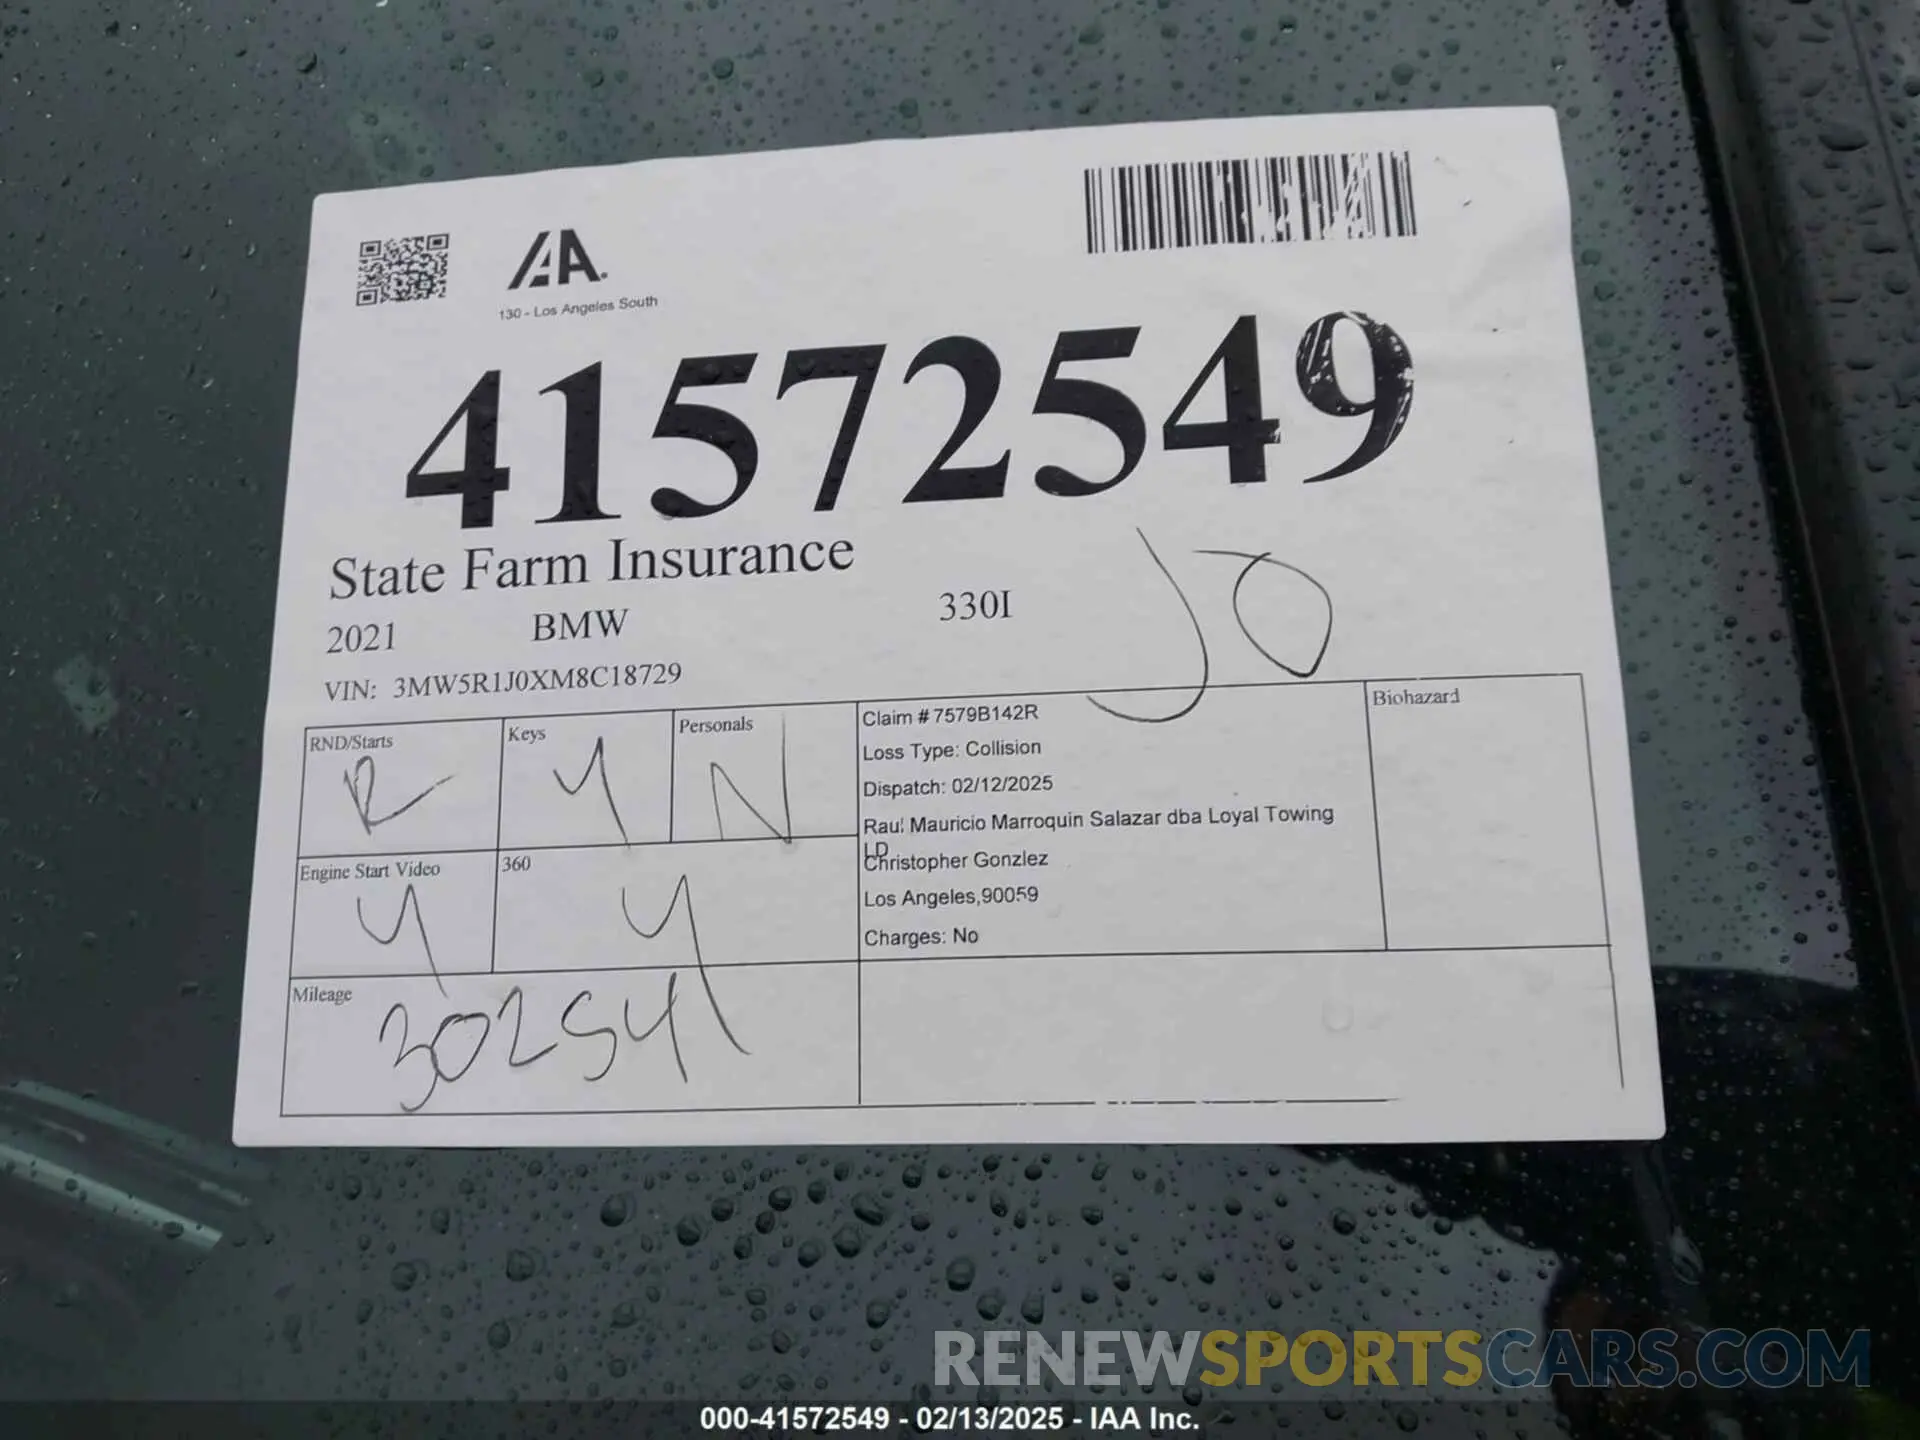 IAA.
130 - Los Angeles South
41572549
State Farm Insurance
2021 BMW 330I
JO
VIN: 3MW5R1J0XM8C18729
RND/Starts
R
Keys
Y
Personals
N
Engine Start Video
Y
360
Y
Mileage
30254
Claim # 7579B142R
Loss Type: Collision
Dispatch: 02/12/2025
Raul Mauricio Marroquin Salazar dba Loyal Towing
LD
Christopher Gonzlez
Los Angeles,90059
Charges: No
Biohazard
RENEWSPORTSCARS.COM
000-41572549 - 02/13/2025 - IAA Inc.